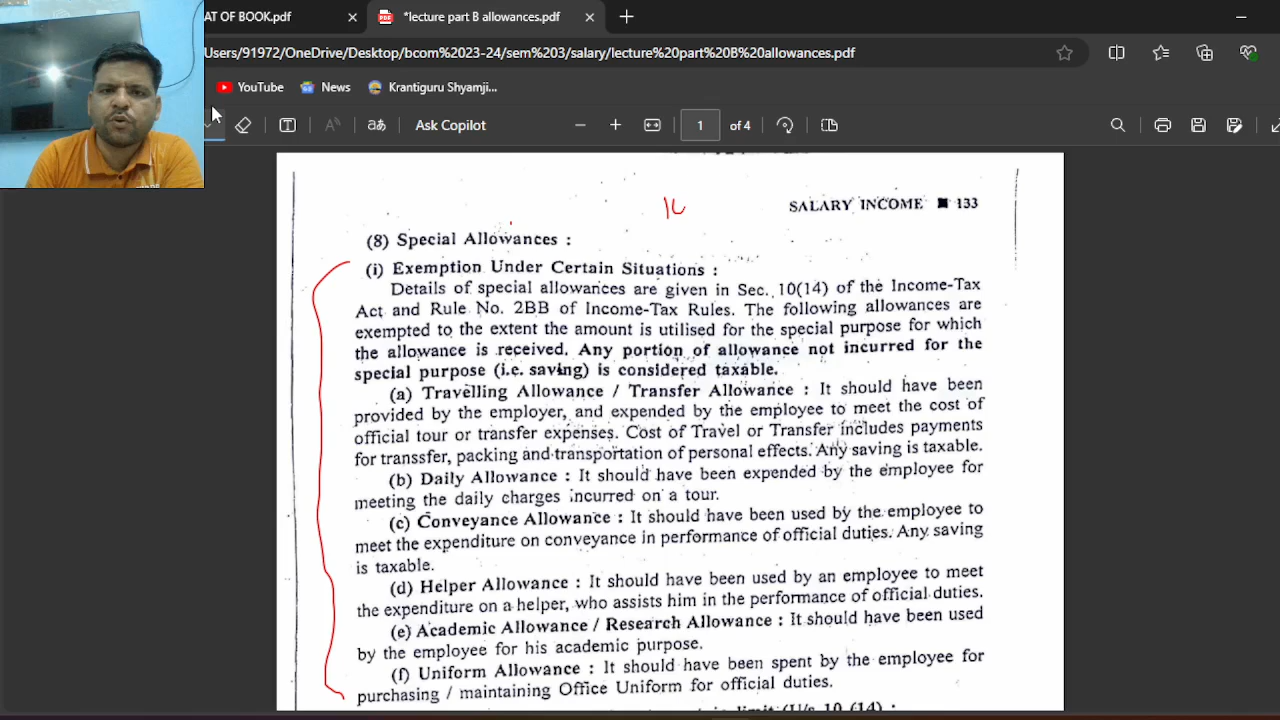 AT OF BOOK.pdf
*lecture part B allowances.pdf
Users/91972/OneDrive/Desktop/bcom%2023-24/sem%203/salary/lecture%20part%20B%20allowances.pdf
YouTube
News
Krantiguru Shyamji...
Ask Copilot
1
of 4
SALARY INCOME ■ 133
(8) Special Allowances :
(i) Exemption Under Certain Situations :
Details of special allowances are given in Sec. 10(14) of the Income-Tax
Act and Rule No. 2BB of Income-Tax Rules. The following allowances are
exempted to the extent the amount is utilised for the special purpose for which
the allowance is received. Any portion of allowance not incurred for the
special purpose (i.e. saving) is considered taxable.
(a) Travelling Allowance / Transfer Allowance : It should have been
provided by the employer, and expended by the employee to meet the cost of
official tour or transfer expenses. Cost of Travel or Transfer includes payments
for transsfer, packing and transportation of personal effects. Any saving is taxable.
(b) Daily Allowance : It should have been expended by the employee for
meeting the daily charges incurred on a tour.
(c) Conveyance Allowance : It should have been used by the employee to
meet the expenditure on conveyance in performance of official duties. Any saving
is taxable.
(d) Helper Allowance : It should have been used by an employee to meet
the expenditure on a helper, who assists him in the performance of official duties.
(e) Academic Allowance / Research Allowance : It should have been used
by the employee for his academic purpose.
(f) Uniform Allowance : It should have been spent by the employee for
purchasing / maintaining Office Uniform for official duties.